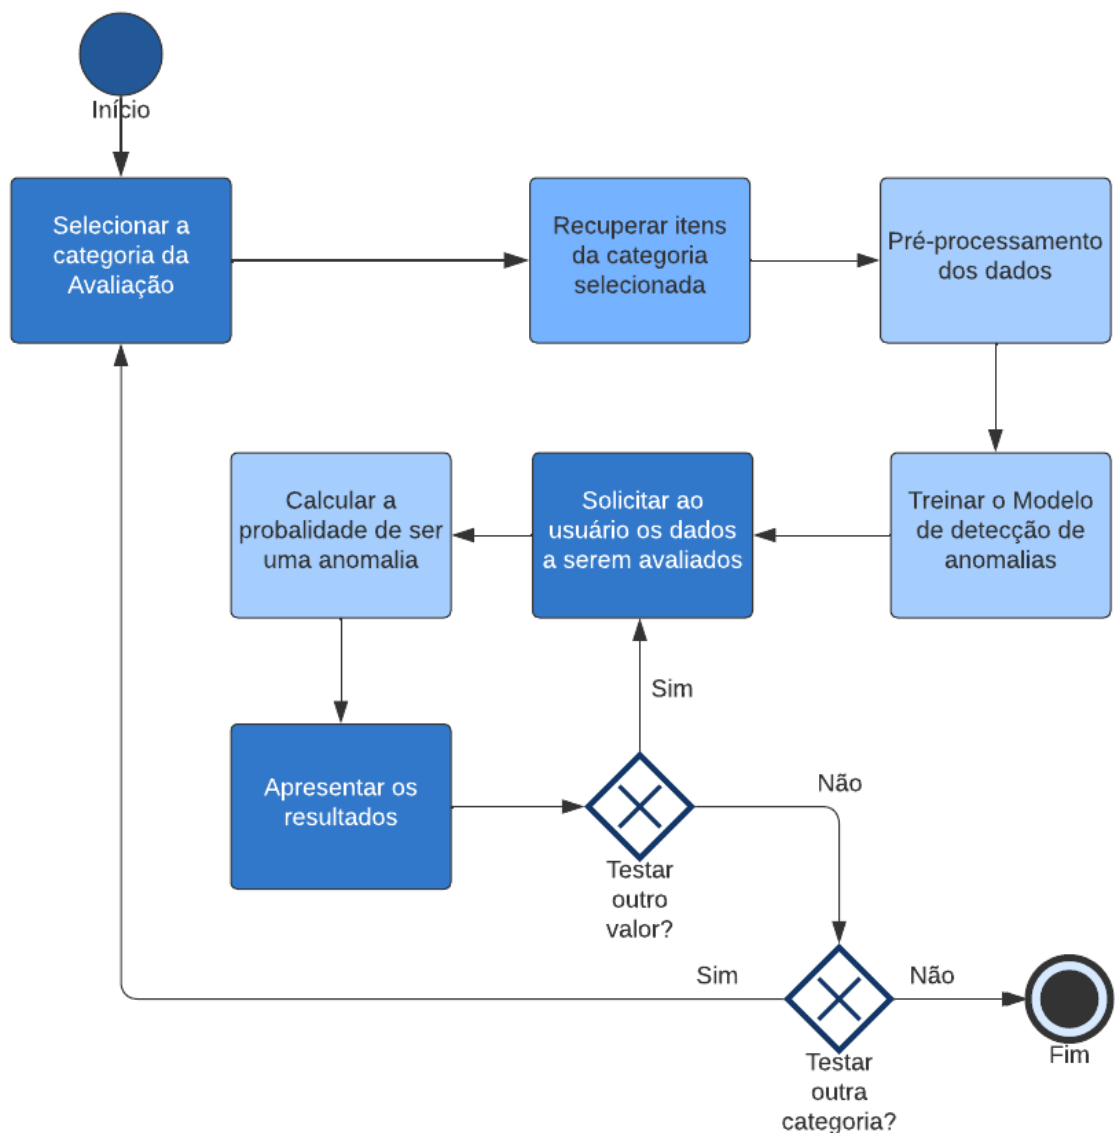 Início
Selecionar a
categoria da
Avaliação
Recuperar itens
da categoria
selecionada
Pré-processamento
dos dados
Calcular a
probalidade de ser
uma anomalia
Solicitar ao
usuário os dados
a serem avaliados
Treinar o Modelo
de detecção de
anomalias
Sim
Apresentar os
resultados
Não
Testar
outro
valor?
Sim
Não
Fim
Testar
outra
categoria?